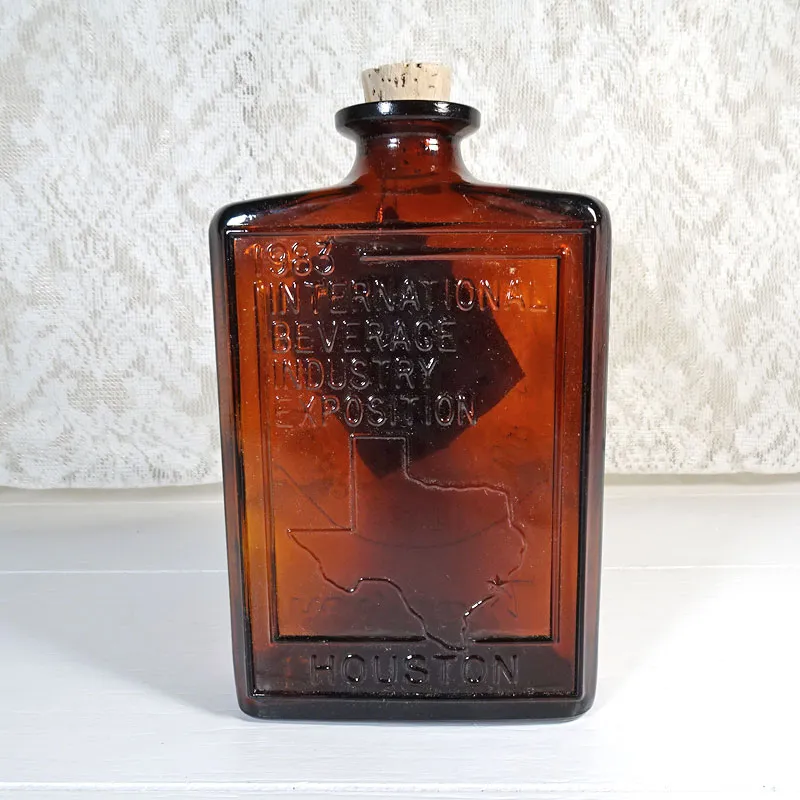 1983
INTERNATIONAL
BEVERAGE
INDUSTRY
EXPOSITION
HOUSTON